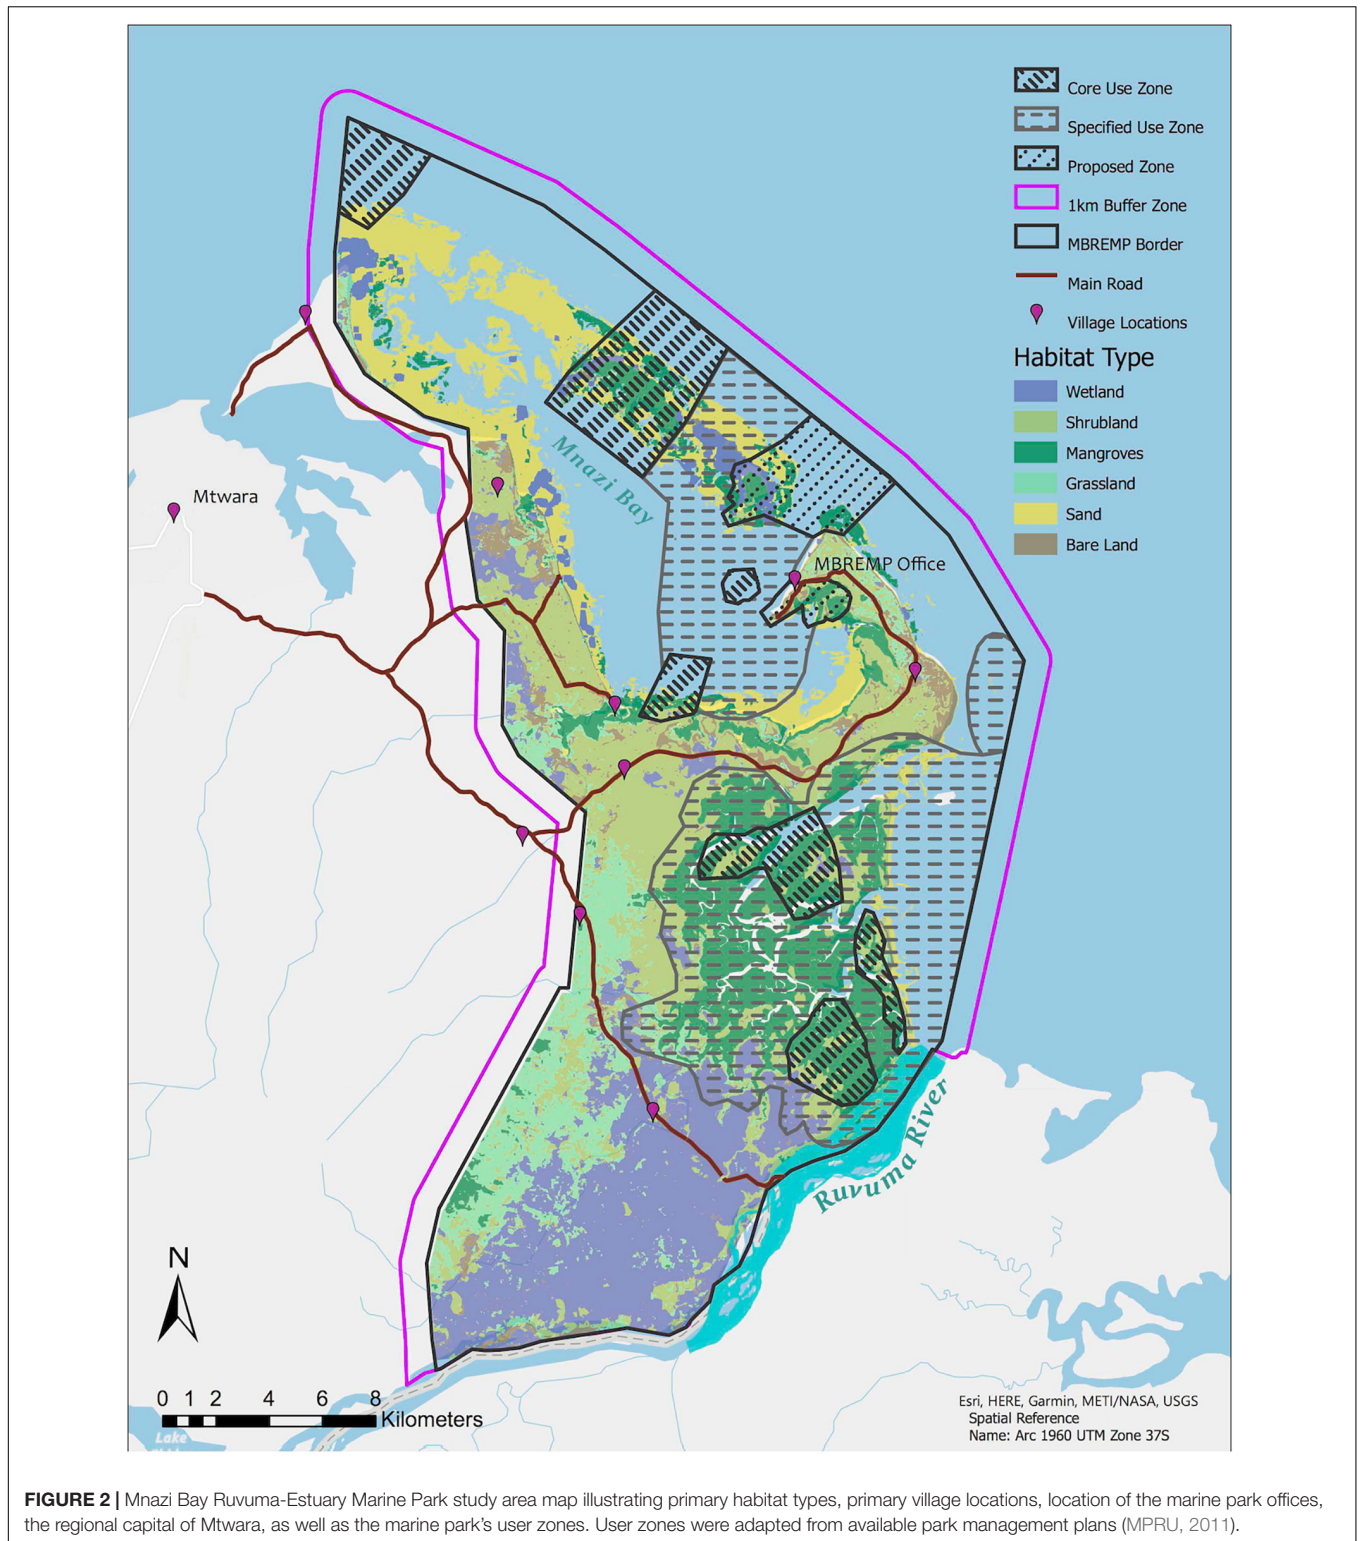 Core Use Zone
Specified Use Zone
Proposed Zone
1km Buffer Zone
MBREMP Border
Main Road
Village Locations
Habitat Type
Wetland
Shrubland
Mangroves
Grassland
Sand
Bare Land
Mnazi Bay
Mtwara
MBREMP Office
Ruvuma River
N
0 1 2 4 6 8
Kilometers
Lake
Esri, HERE, Garmin, METI/NASA, USGS
Spatial Reference
Name: Arc 1960 UTM Zone 37S
FIGURE 2 | Mnazi Bay Ruvuma-Estuary Marine Park study area map illustrating primary habitat types, primary village locations, location of the marine park offices,
the regional capital of Mtwara, as well as the marine park's user zones. User zones were adapted from available park management plans (MPRU, 2011).